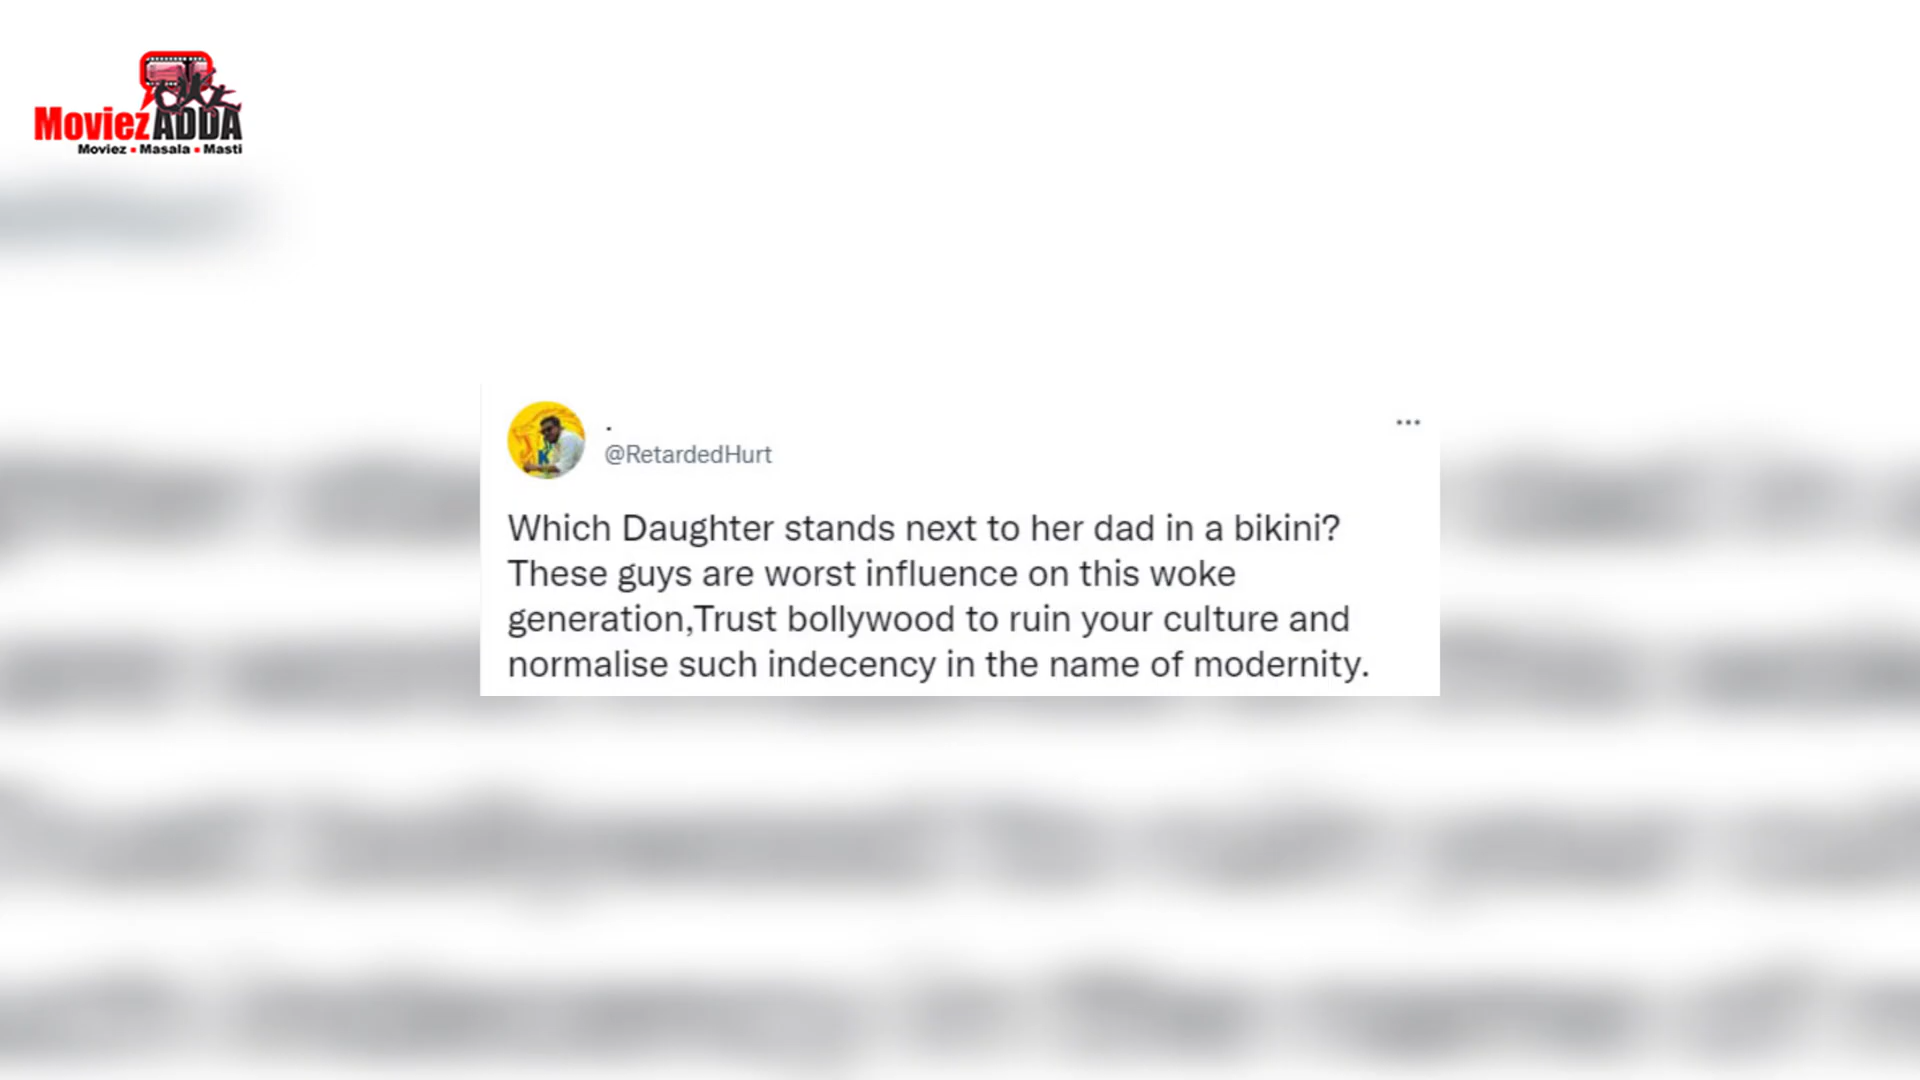 MoviezADDA
Moviez • Masala • Masti
.
@RetardedHurt
Which Daughter stands next to her dad in a bikini?
These guys are worst influence on this woke
generation,Trust bollywood to ruin your culture and
normalise such indecency in the name of modernity.